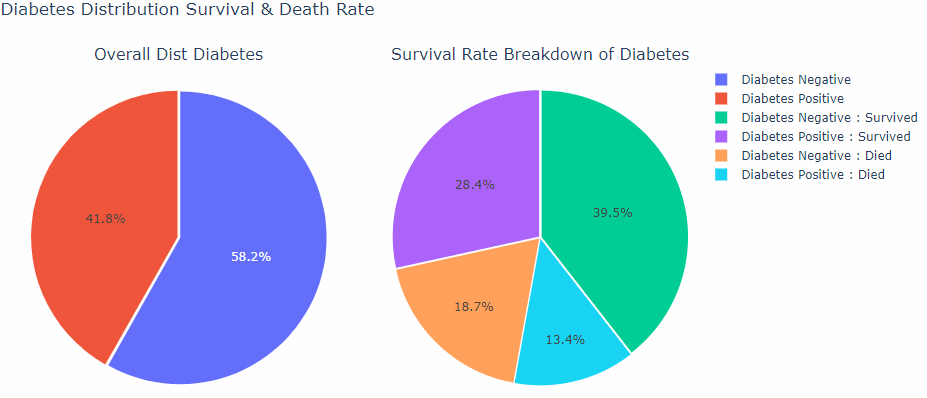 Diabetes Distribution Survival & Death Rate
Overall Dist Diabetes
Survival Rate Breakdown of Diabetes
41.8%
58.2%
28.4%
39.5%
18.7%
13.4%
Diabetes Negative
Diabetes Positive
Diabetes Negative : Survived
Diabetes Positive : Survived
Diabetes Negative : Died
Diabetes Positive : Died